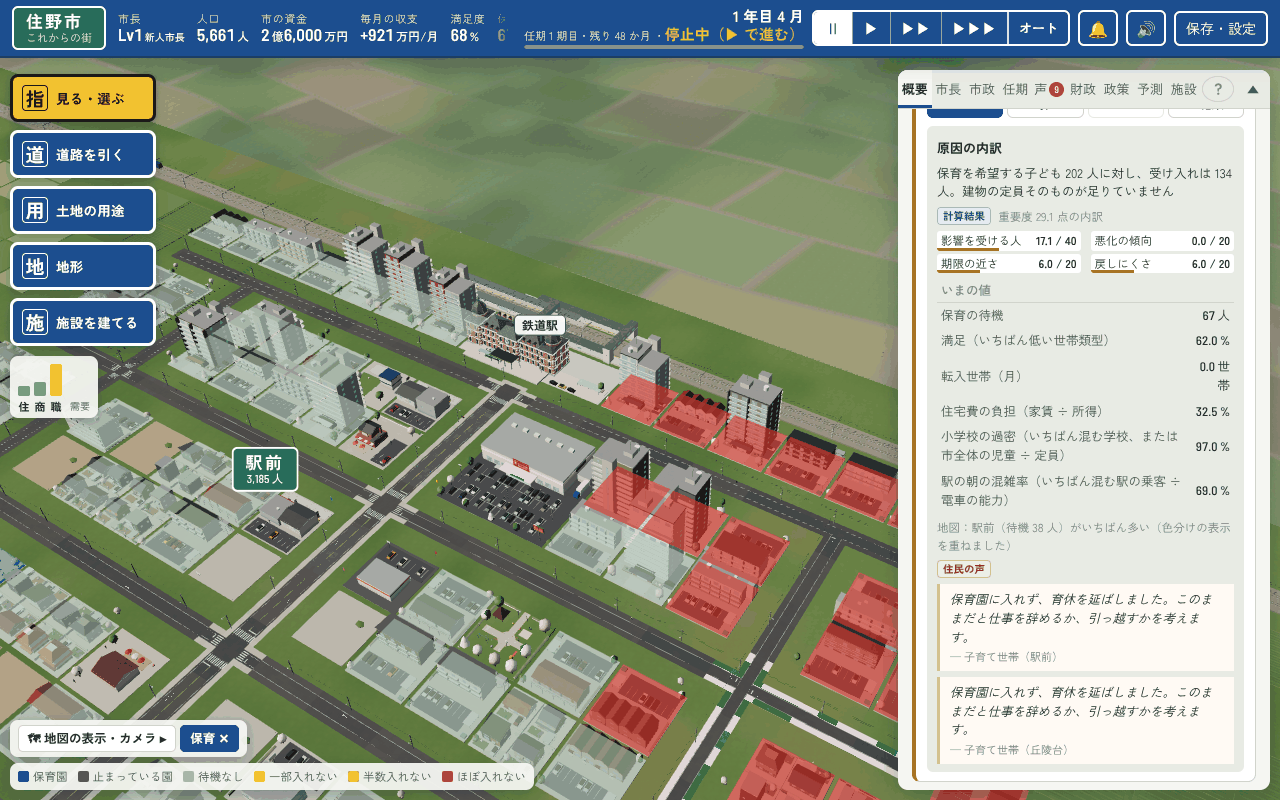 住野市
これからの街
市長
Lv1 新人市長
人口
5,661人
市の資金
2億6,000万円
毎月の収支
+921万円/月
満足度
68%
任期1期目・残り 48 か月 ・停止中（▶ で進む）
1 年目 4 月
オート
保存・設定
指 見る・選ぶ
道 道路を引く
用 土地の用途
地 地形
施 施設を建てる
住 商 職 需要
鉄道駅
駅前
3,185 人
地図の表示・カメラ ▸
保育 ✕
保育園
止まっている園
待機なし
一部入れない
半数入れない
ほぼ入れない
概要 市長 市政 任期 声 9 財政 政策 予測 施設 ? ▲
原因の内訳
保育を希望する子ども 202 人に対し、受け入れは 134
人。建物の定員そのものが足りていません
計算結果 重要度 29.1 点の内訳
影響を受ける人 17.1 / 40
悪化の傾向 0.0 / 20
期限の近さ 6.0 / 20
戻しにくさ 6.0 / 20
いまの値
保育の待機 67 人
満足（いちばん低い世帯類型） 62.0 %
転入世帯（月） 0.0 世
帯
住宅費の負担（家賃 ÷ 所得） 32.5 %
小学校の過密（いちばん混む学校、または
市全体の児童 ÷ 定員） 97.0 %
駅の朝の混雑率（いちばん混む駅の乗客 ÷
電車の能力） 69.0 %
地図：駅前（待機 38 人）がいちばん多い（色分けの表示
を重ねました）
住民の声
保育園に入れず、育休を延ばしました。このま
まだと仕事を辞めるか、引っ越すかを考えま
す。
— 子育て世帯（駅前）
保育園に入れず、育休を延ばしました。このま
まだと仕事を辞めるか、引っ越すかを考えま
す。
— 子育て世帯（丘陵台）